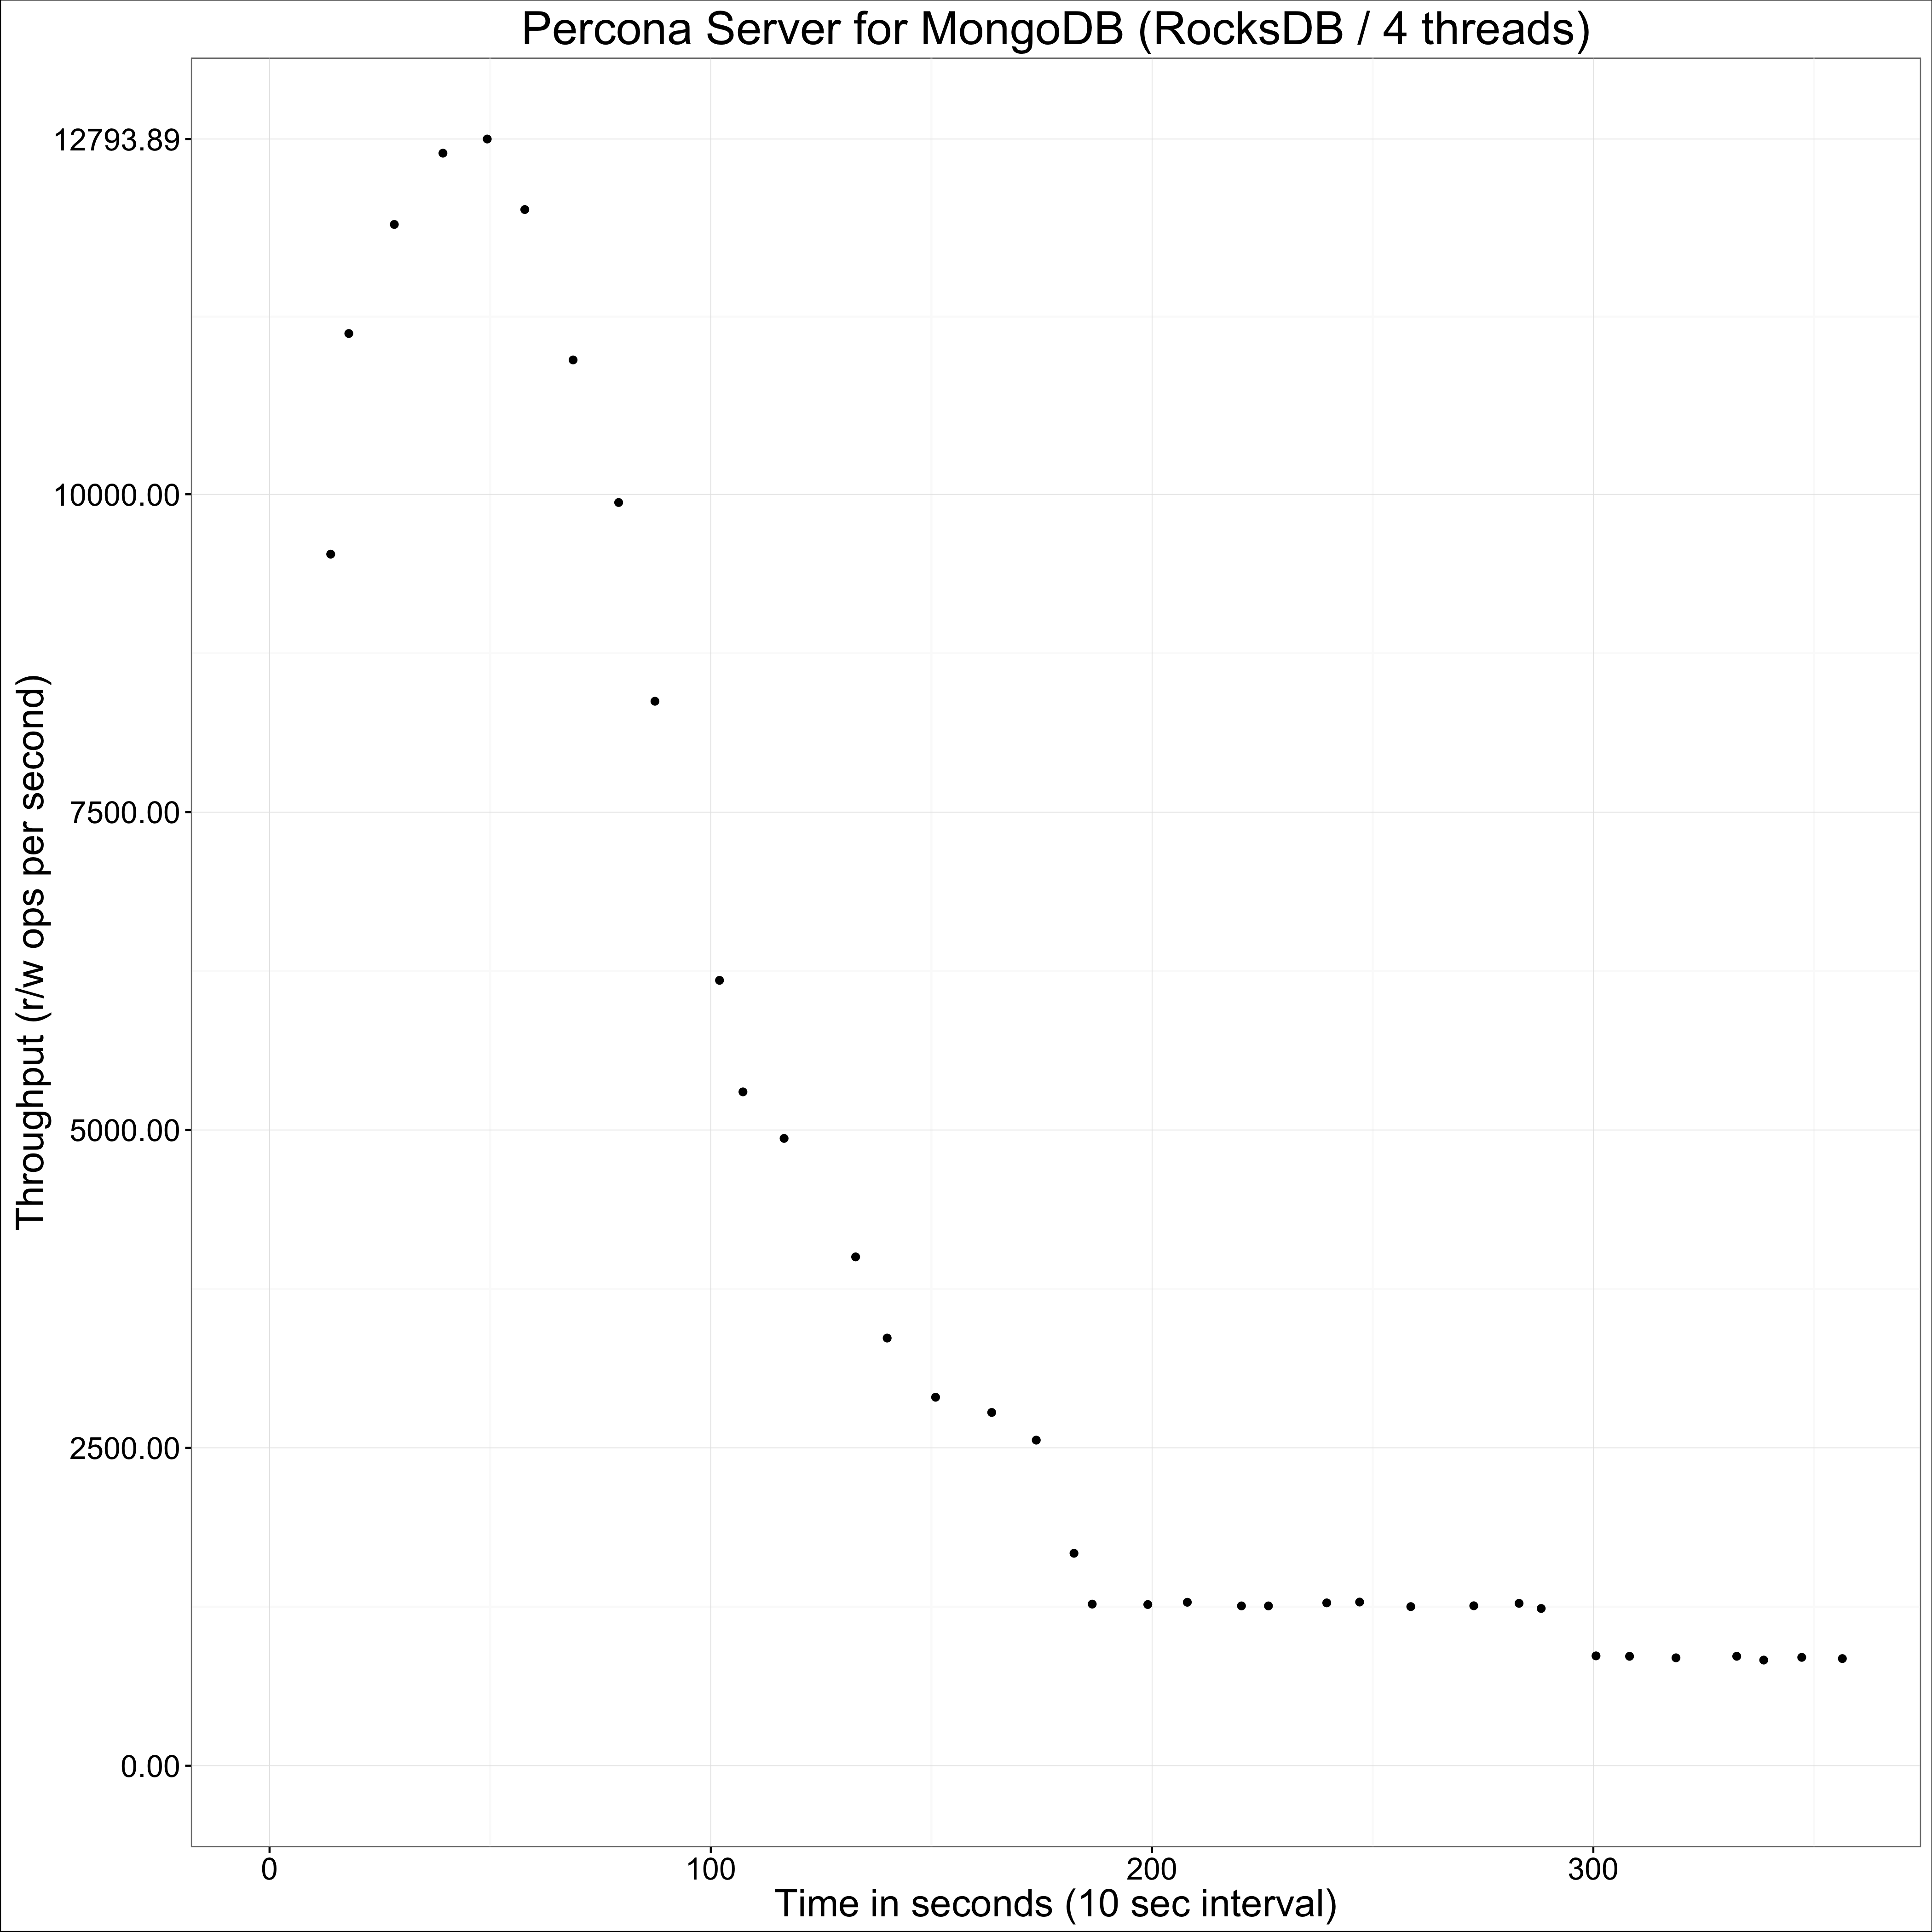 Percona Server for MongoDB (RocksDB / 4 threads)
Throughput (r/w ops per second)
12793.89
10000.00
7500.00
5000.00
2500.00
0.00
0 100 200 300
Time in seconds (10 sec interval)